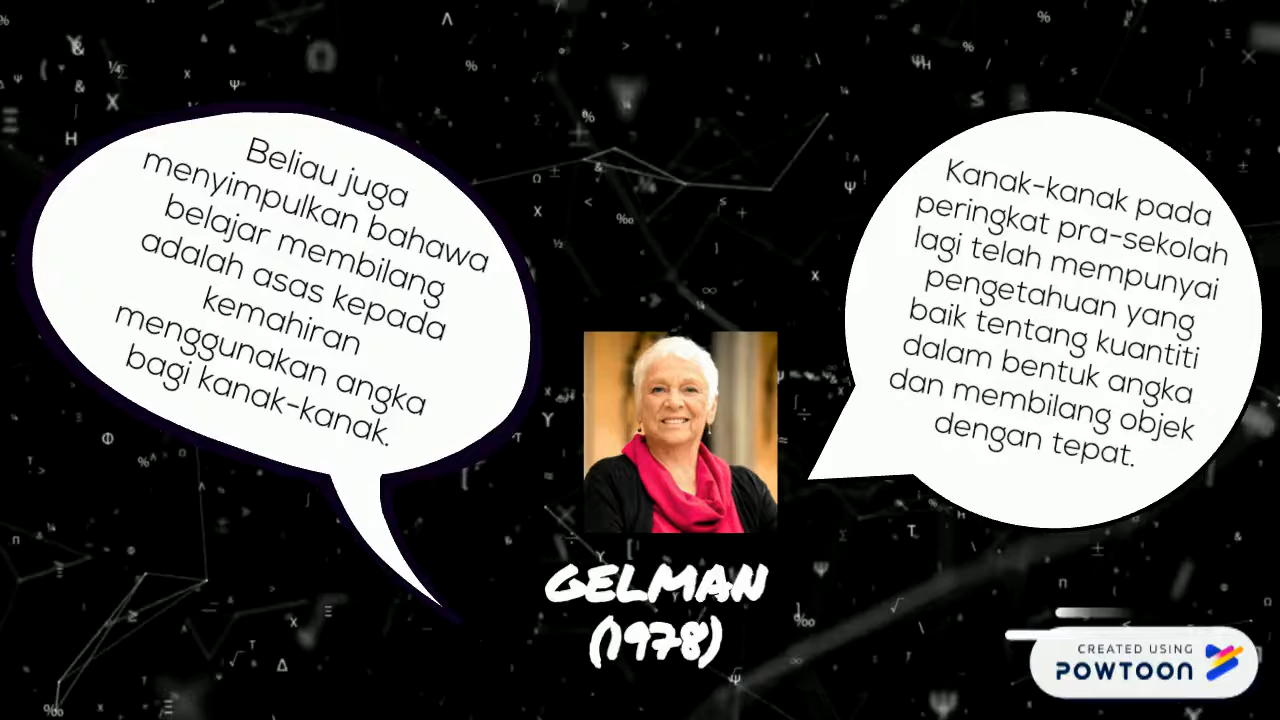 Beliau juga
menyimpulkan bahawa
belajar membilang
adalah asas kepada
kemahiran
menggunakan angka
bagi kanak-kanak.
Kanak-kanak pada
peringkat pra-sekolah
lagi telah mempunyai
pengetahuan yang
baik tentang kuantiti
dalam bentuk angka
dan membilang objek
dengan tepat.
GELMAN
(1978)
CREATED USING
POWTOON